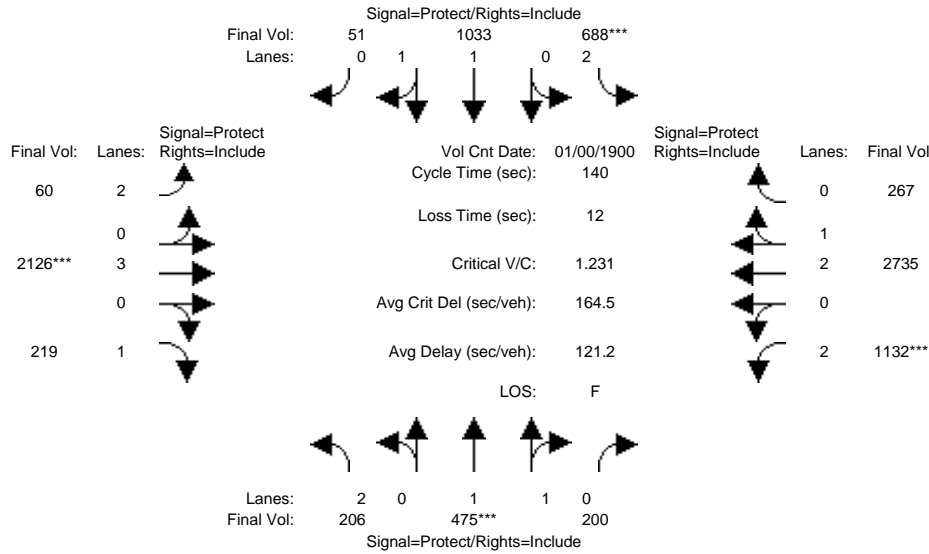 Signal=Protect/Rights=Include
Final Vol: 51 1033 688***
Lanes: 0 1 1 0 2
Signal=Protect Signal=Protect
Final Vol: Lanes: Rights=Include Vol Cnt Date: 01/00/1900 Rights=Include Lanes: Final Vol
Cycle Time (sec): 140
60 2 0 267
Loss Time (sec): 12
0 1
2126*** 3 Critical V/C: 1.231 2 2735
0 Avg Crit Del (sec/veh): 164.5 0
219 1 Avg Delay (sec/veh): 121.2 2 1132***
LOS: F
Lanes: 2 0 1 1 0
Final Vol: 206 475*** 200
Signal=Protect/Rights=Include